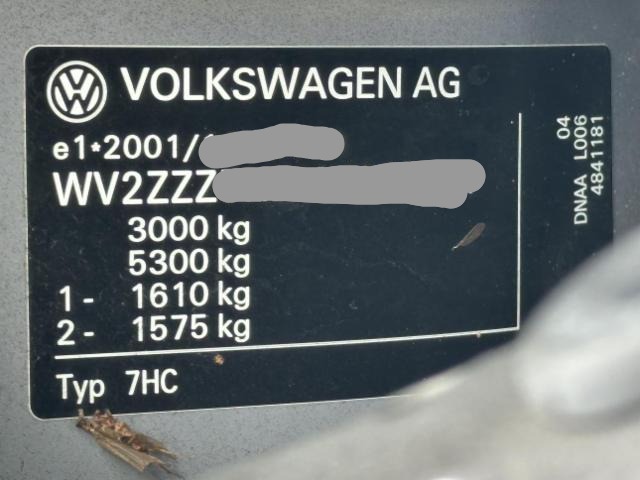 VOLKSWAGEN AG
e1*2001/
WV2ZZZ
3000 kg
5300 kg
1- 1610 kg
2- 1575 kg
Typ 7HC
04
DNAA L006
4841181